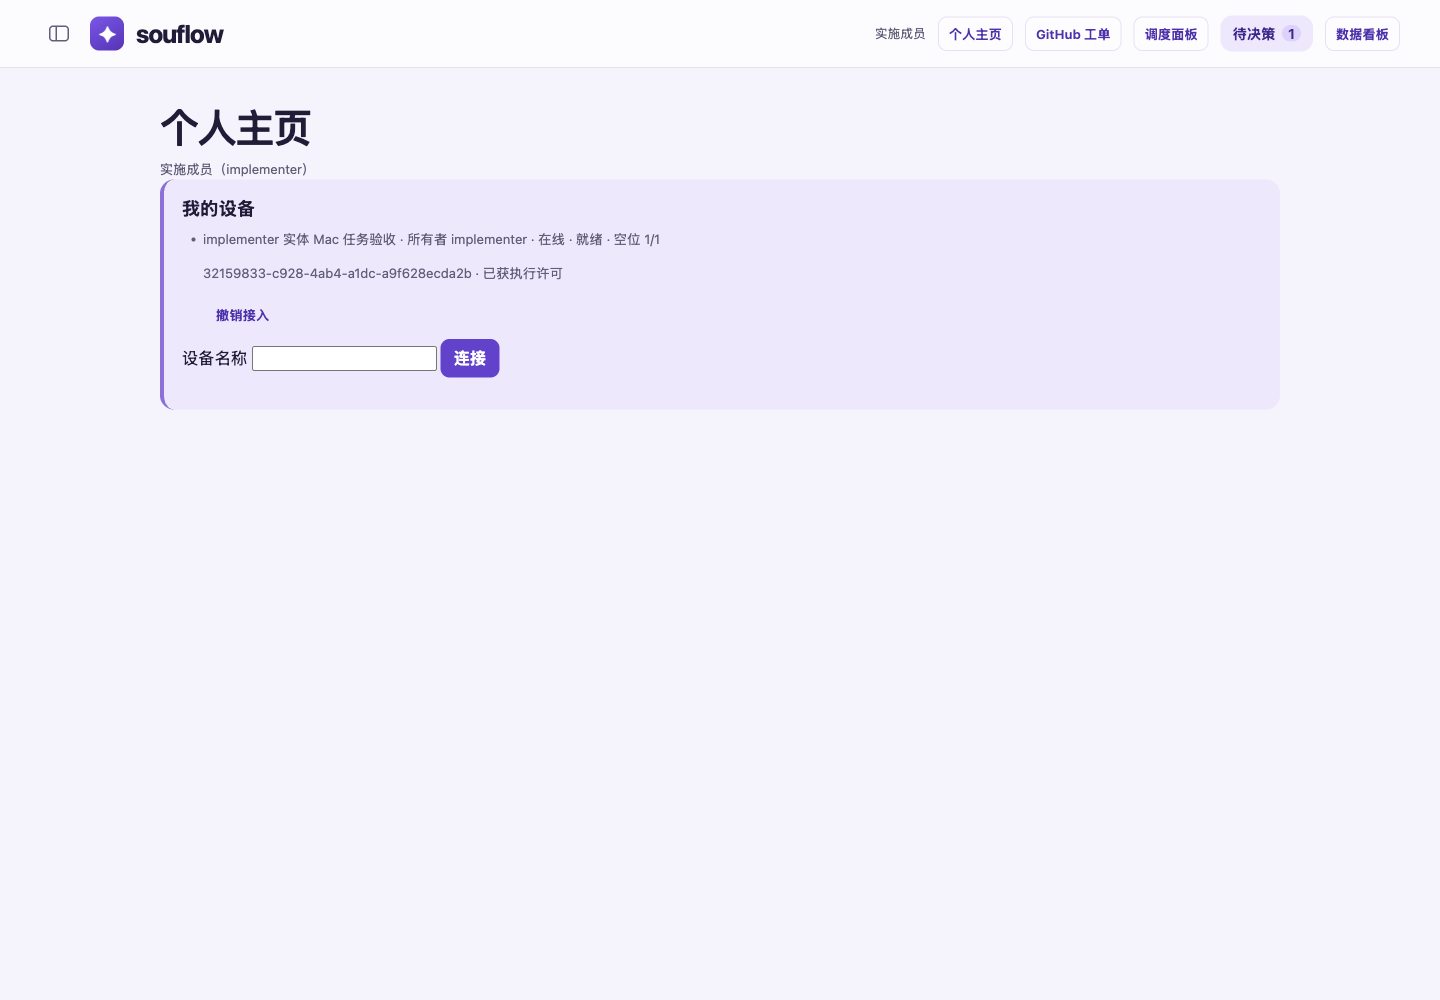 souflow
实施成员 个人主页 GitHub 工单 调度面板 待决策 1 数据看板
个人主页
实施成员（implementer）
我的设备
• implementer 实体 Mac 任务验收 · 所有者 implementer · 在线 · 就绪 · 空位 1/1
32159833-c928-4ab4-a1dc-a9f628ecda2b · 已获执行许可
撤销接入
设备名称 连接